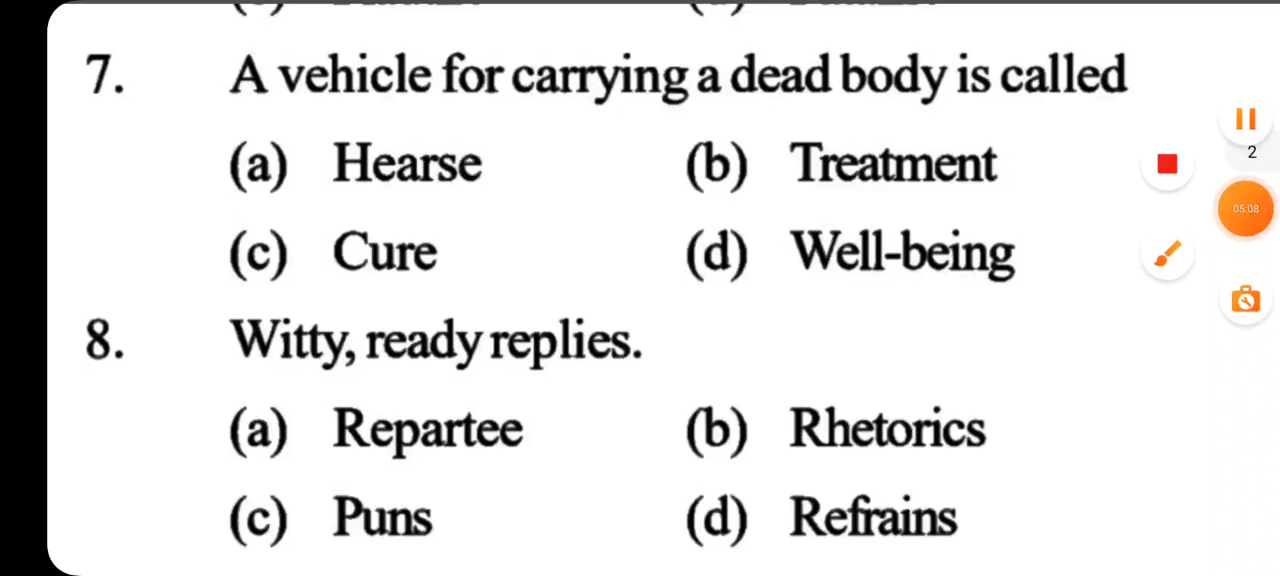 7. A vehicle for carrying a dead body is called
(a) Hearse (b) Treatment
(c) Cure (d) Well-being
8. Witty, ready replies.
(a) Repartee (b) Rhetorics
(c) Puns (d) Refrains
2
05:08